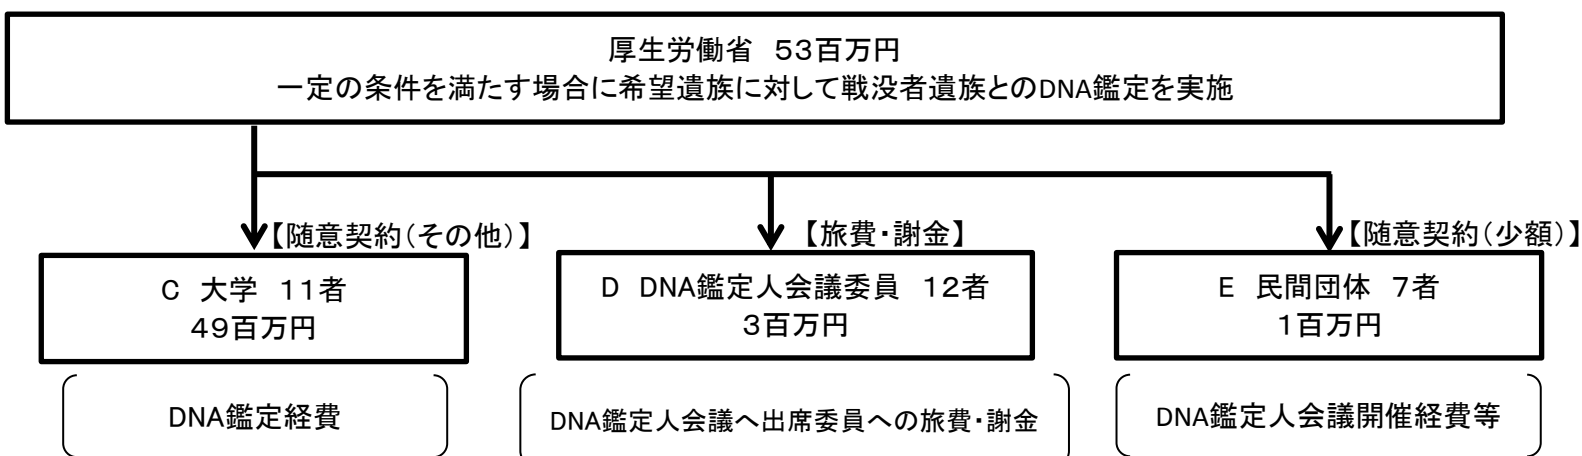 厚生労働省　５３百万円
一定の条件を満たす場合に希望遺族に対して戦没者遺族とのDNA鑑定を実施
【随意契約（その他）】
【旅費・謝金】
【随意契約（少額）】
Ｃ　大学　１１者
４９百万円
Ｄ　DNA鑑定人会議委員　１２者
３百万円
Ｅ　民間団体　７者
１百万円
DNA鑑定経費
DNA鑑定人会議へ出席委員への旅費・謝金
DNA鑑定人会議開催経費等